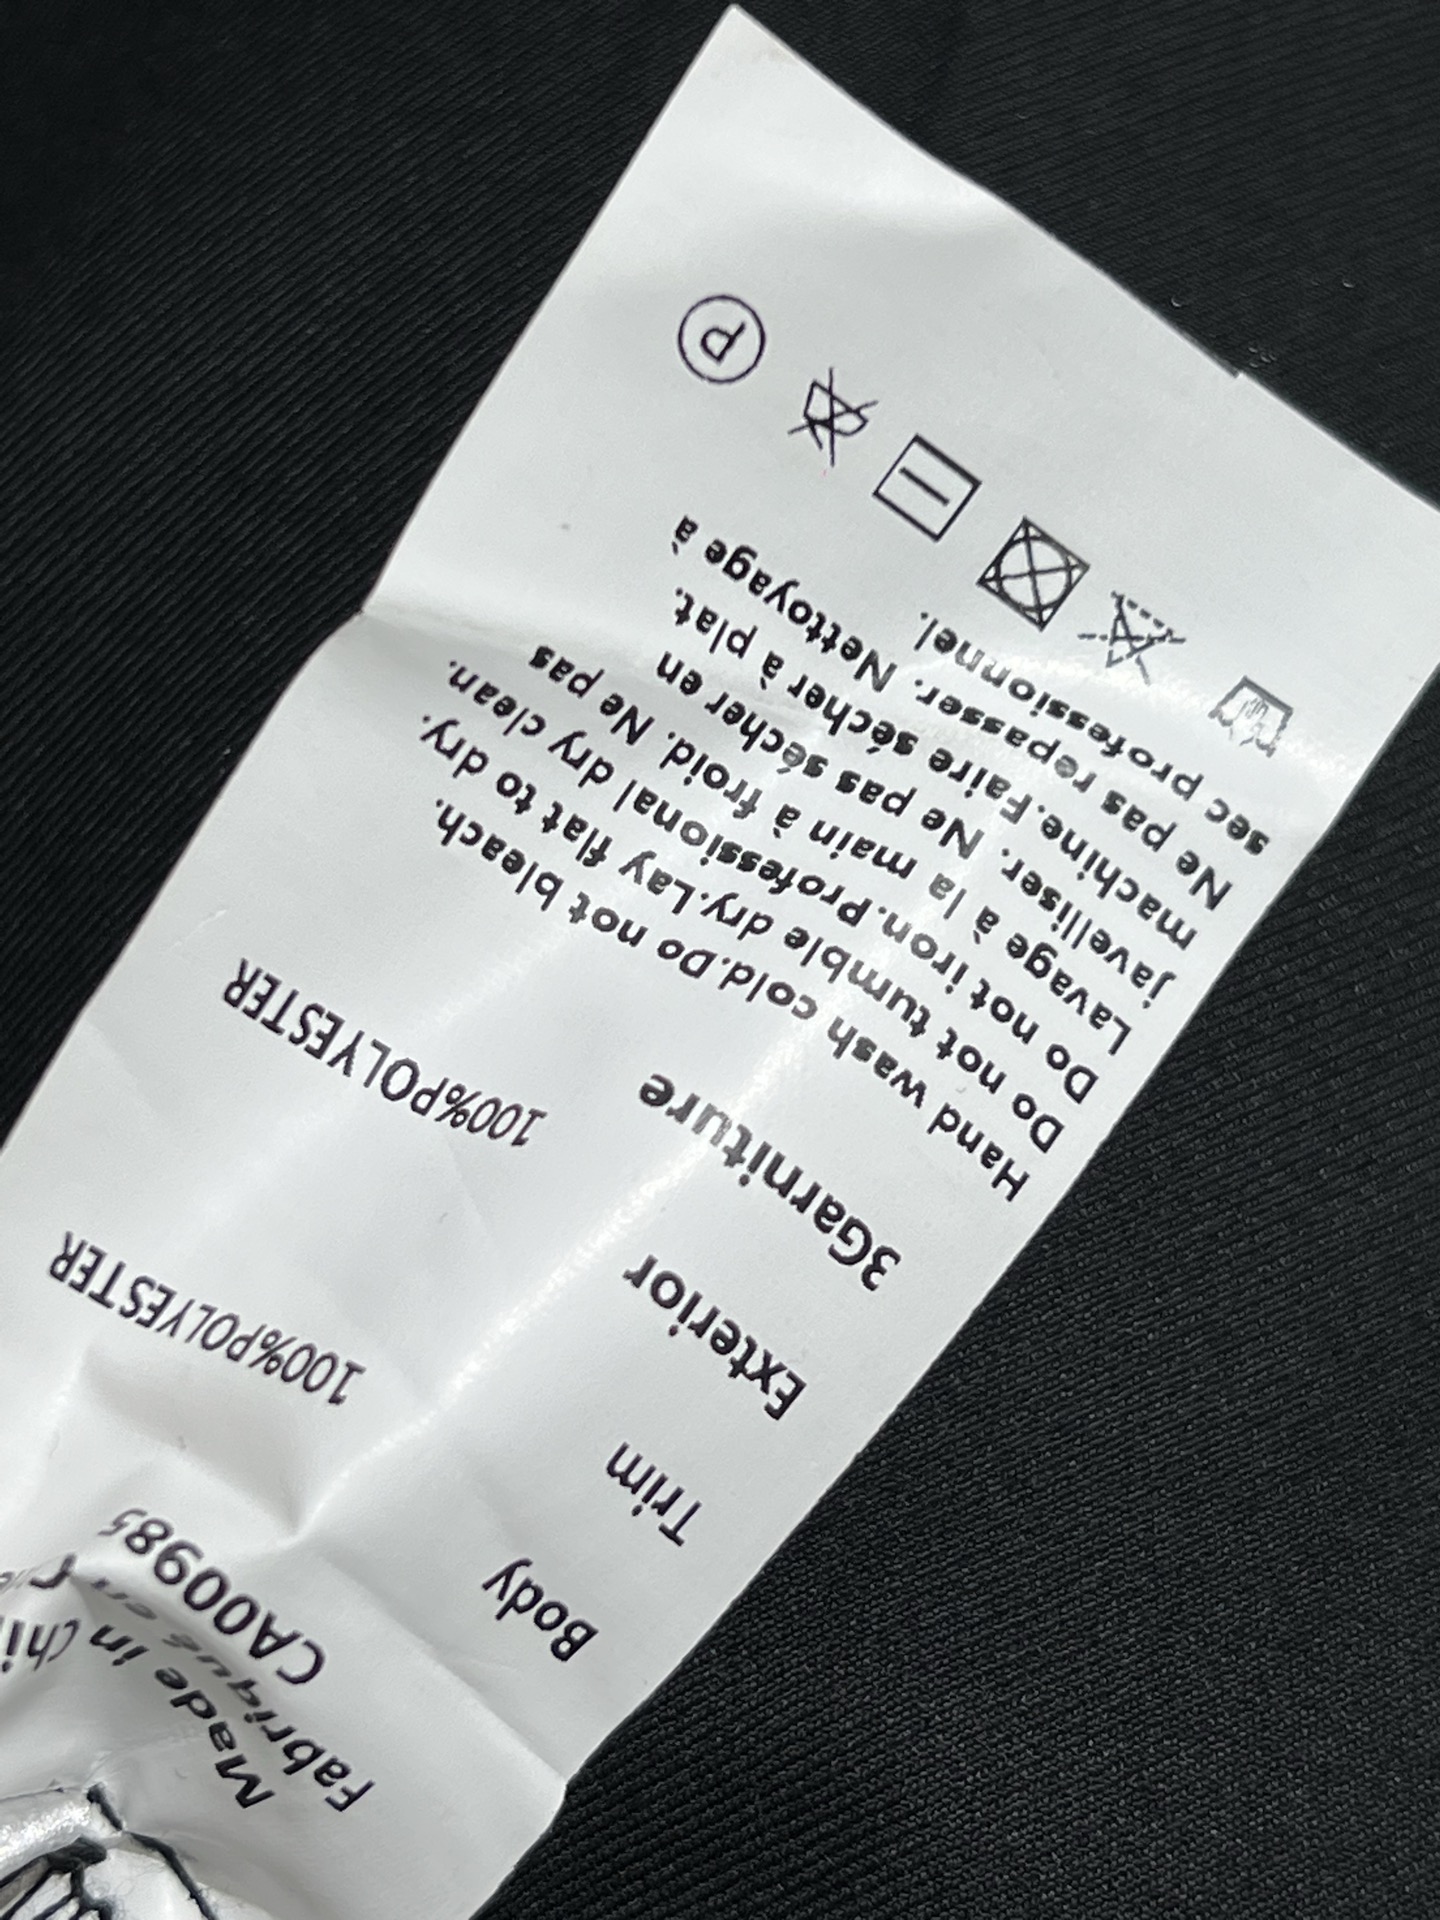 Made in chi
Fabriqué en
CA00985
Body
100%POLYESTER
Trim
Exterior
100%POLYESTER
3Garniture
Hand wash cold.Do not bleach.
Do not tumble dry.Lay flat to dry.
Do not iron.Professional dry clean.
Lavage à la main à froid. Ne pas
javelliser. Ne pas sécher en
machine.Faire sécher à plat.
Ne pas repasser. Nettoyage à
sec professionnel.
P